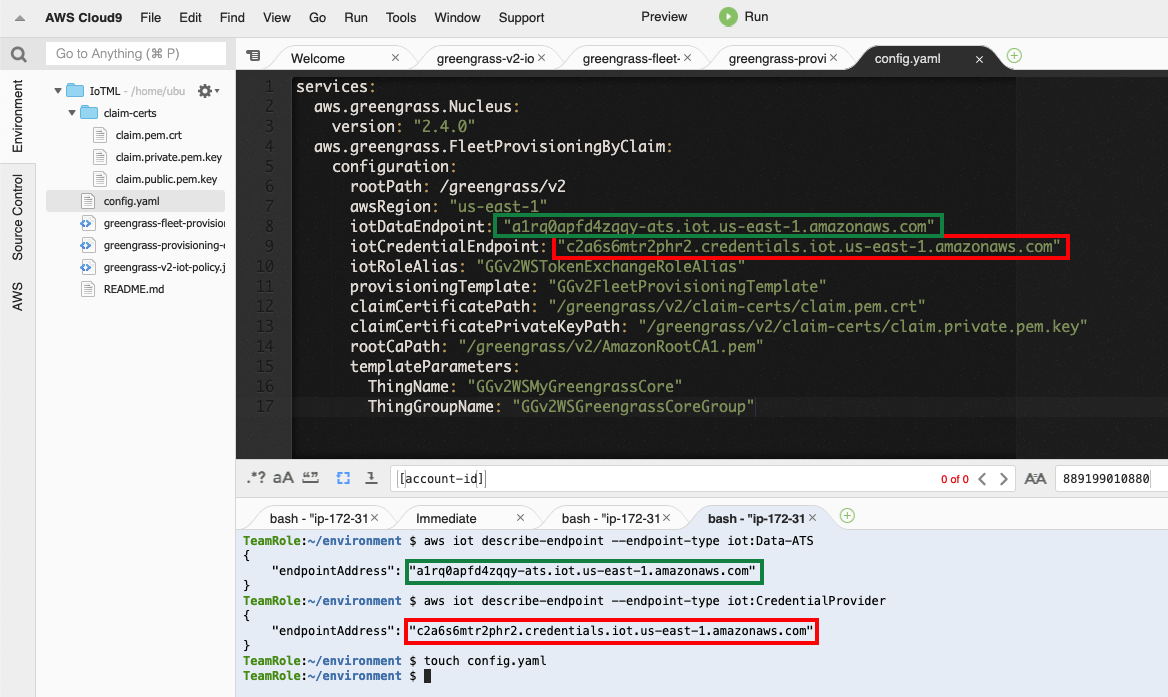 AWS Cloud9 File Edit Find View Go Run Tools Window Support Preview Run
Go to Anything (⌘ P)
Welcome greengrass-v2-io greengrass-fleet- greengrass-provi config.yaml
Environment
Source Control
AWS
IoTML - /home/ubu
claim-certs
claim.pem.crt
claim.private.pem.key
claim.public.pem.key
config.yaml
greengrass-fleet-provision
greengrass-provisioning-
greengrass-v2-iot-policy.j
README.md
1 services:
2 aws.greengrass.Nucleus:
3 version: "2.4.0"
4 aws.greengrass.FleetProvisioningByClaim:
5 configuration:
6 rootPath: /greengrass/v2
7 awsRegion: "us-east-1"
8 iotDataEndpoint: "a1rq0apfd4zqqy-ats.iot.us-east-1.amazonaws.com"
9 iotCredentialEndpoint: "c2a6s6mtr2phr2.credentials.iot.us-east-1.amazonaws.com"
10 iotRoleAlias: "GGv2WSTokenExchangeRoleAlias"
11 provisioningTemplate: "GGv2FleetProvisioningTemplate"
12 claimCertificatePath: "/greengrass/v2/claim-certs/claim.pem.crt"
13 claimCertificatePrivateKeyPath: "/greengrass/v2/claim-certs/claim.private.pem.key"
14 rootCaPath: "/greengrass/v2/AmazonRootCA1.pem"
15 templateParameters:
16 ThingName: "GGv2WSMyGreengrassCore"
17 ThingGroupName: "GGv2WSGreengrassCoreGroup"
.*? aA [account-id] 0 of 0 AA 889199010880
bash - "ip-172-31 Immediate bash - "ip-172-31 bash - "ip-172-31
TeamRole:~/environment $ aws iot describe-endpoint --endpoint-type iot:Data-ATS
{
"endpointAddress": "a1rq0apfd4zqqy-ats.iot.us-east-1.amazonaws.com"
}
TeamRole:~/environment $ aws iot describe-endpoint --endpoint-type iot:CredentialProvider
{
"endpointAddress": "c2a6s6mtr2phr2.credentials.iot.us-east-1.amazonaws.com"
}
TeamRole:~/environment $ touch config.yaml
TeamRole:~/environment $